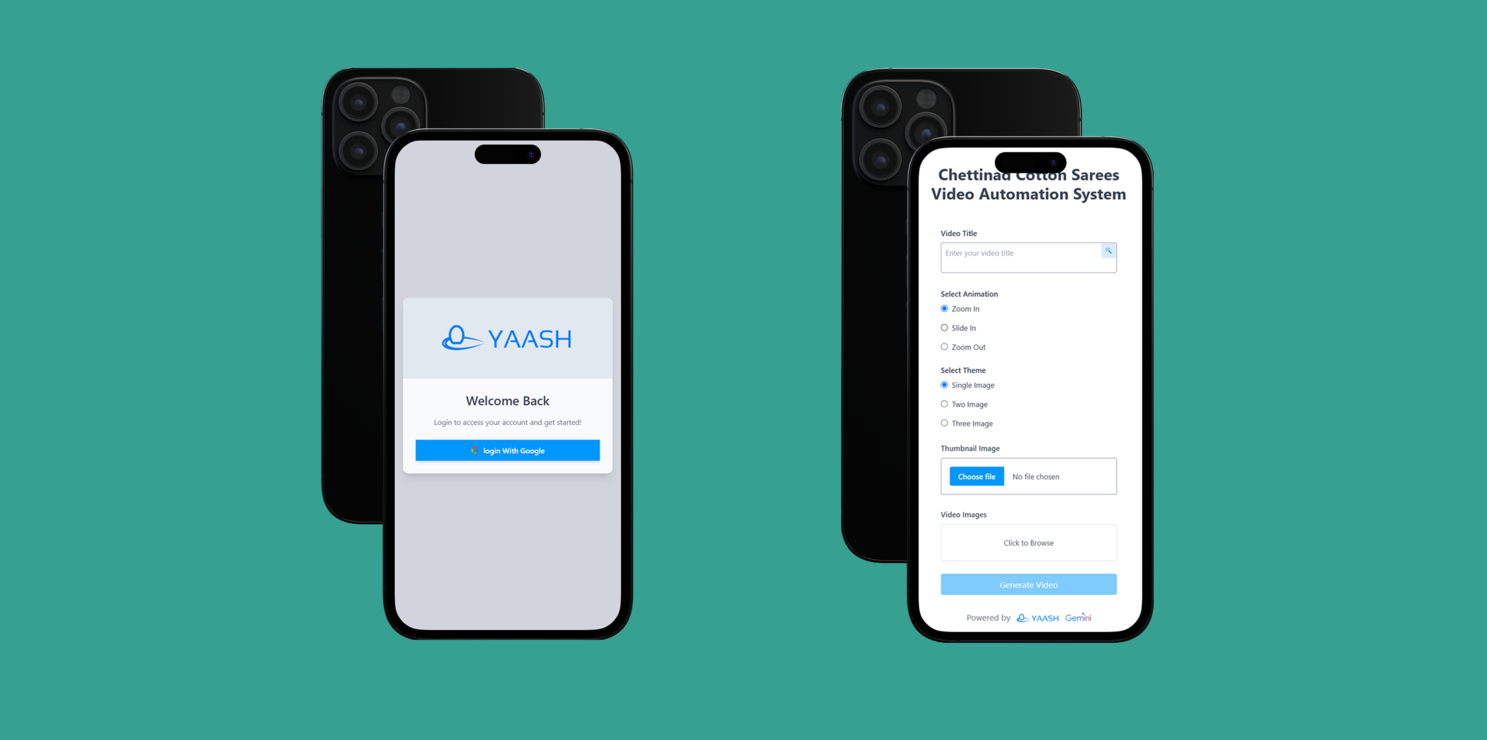 YAASH
Welcome Back
Login to access your account and get started!
login With Google
Chettinad Cotton Sarees
Video Automation System
Video Title
Enter your video title
Select Animation
Zoom In
Slide In
Zoom Out
Select Theme
Single Image
Two Image
Three Image
Thumbnail Image
Choose file No file chosen
Video Images
Click to Browse
Generate Video
Powered by YAASH Gemini